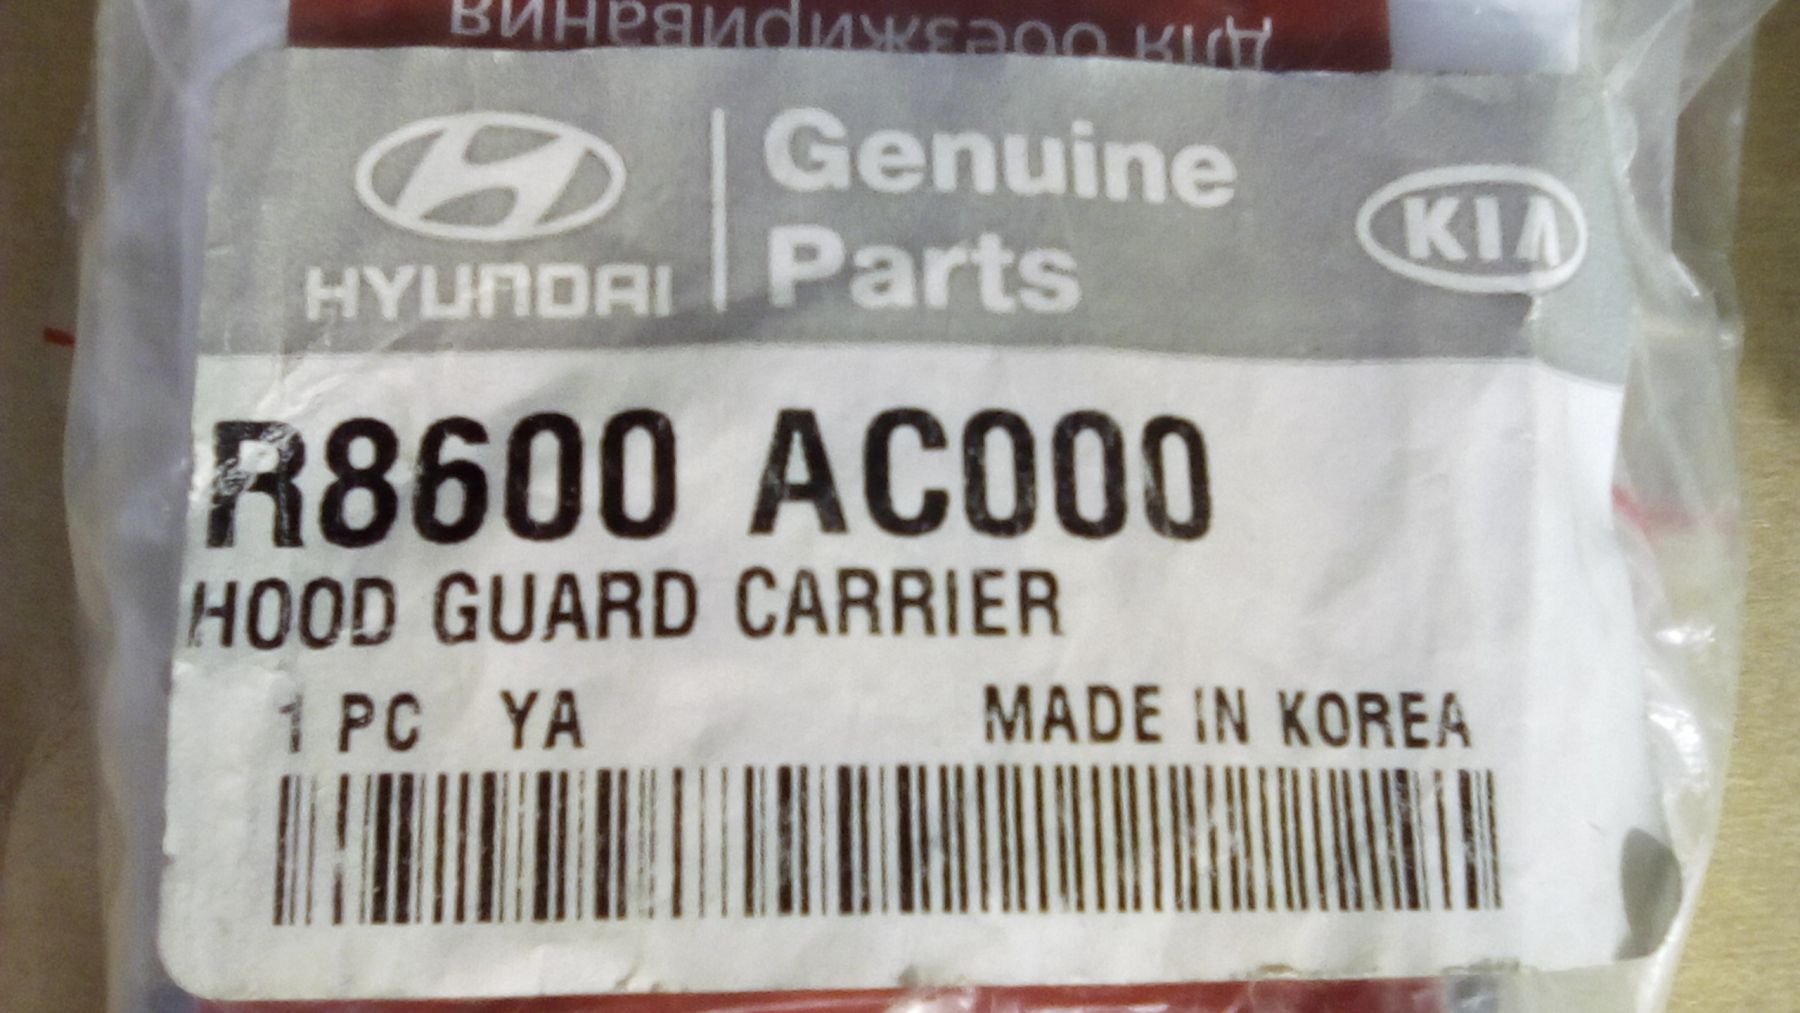 для обезжиривания
HYUNDAI
Genuine
Parts
KIA
R8600 AC000
HOOD GUARD CARRIER
1 PC YA MADE IN KOREA